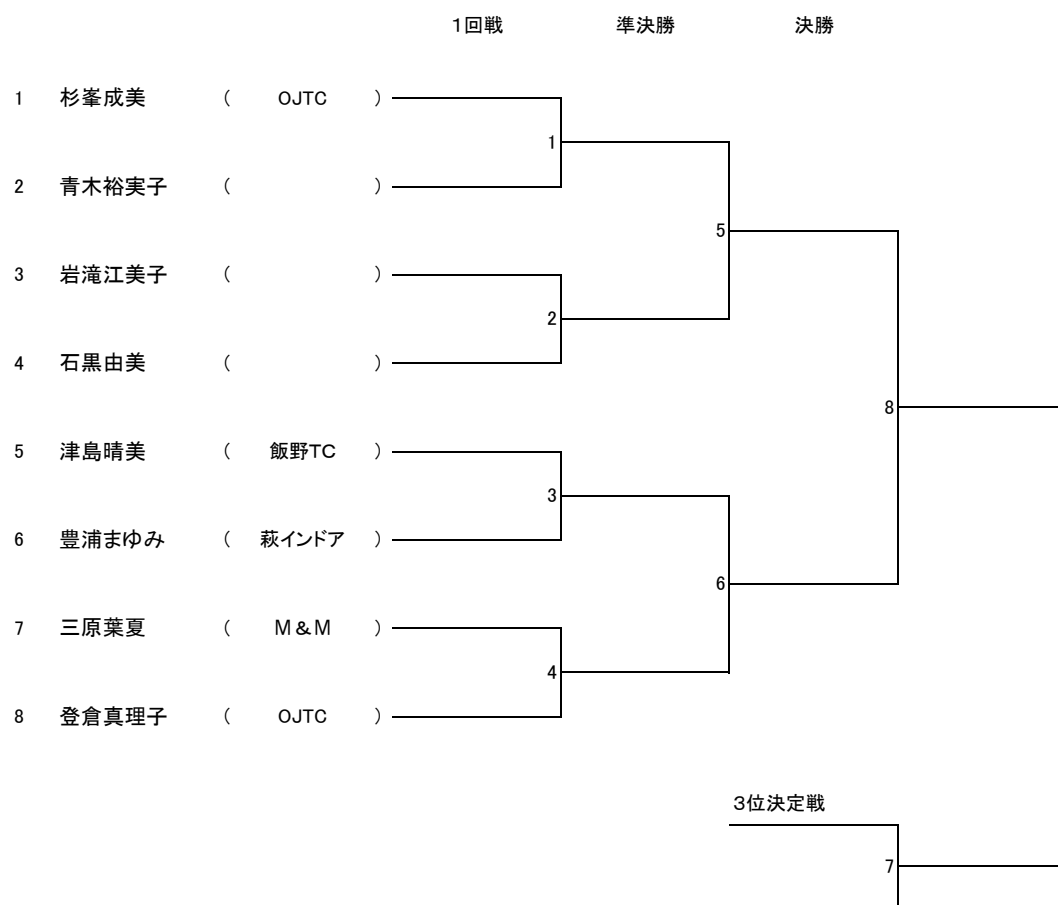 １回戦 準決勝 決勝
1 杉峯成美 （ OJTC ）
1
2 青木裕実子 （ ）
5
3 岩滝江美子 （ ）
2
4 石黒由美 （ ）
8
5 津島晴美 （ 飯野TC ）
3
6 豊浦まゆみ （ 萩インドア ）
6
7 三原葉夏 （ M＆M ）
4
8 登倉真理子 （ OJTC ）
３位決定戦
7